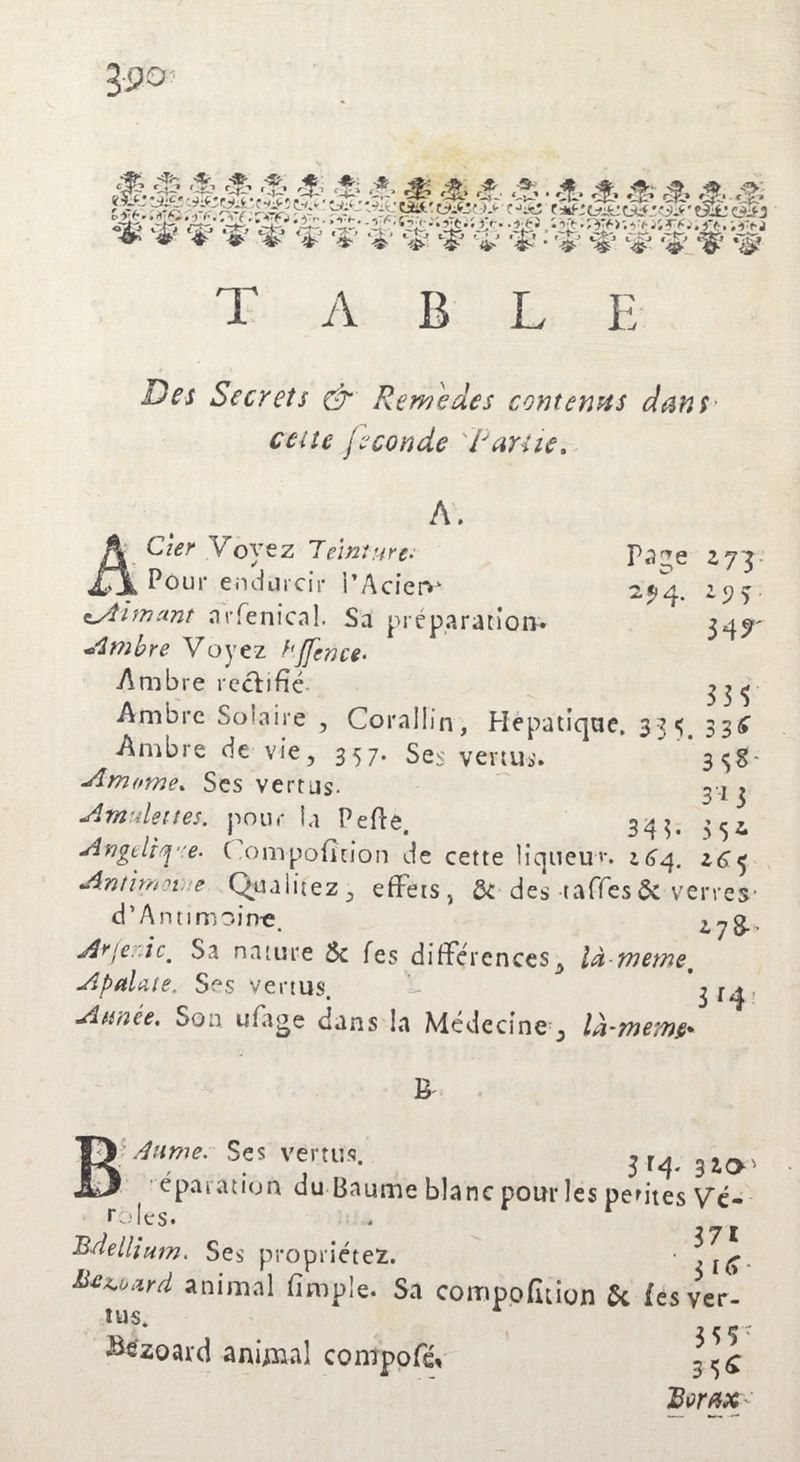 390
T A B L E
Des Secrets & Remèdes contenus dans
cette ſeconde Partie.
A.
ACier Voyez Teinture. Page 273
Pour endurcir l'Acier 294. 295
Aimant arſenical. Sa préparation. 349
Ambre Voyez Eſſence.
Ambre rectifié 335
Ambre Solaire, Corallin, Hépatique. 335. 336
Ambre de vie, 357. Ses vertus. 358
Amome. Ses vertus. 313
Amulettes. pour la Peſte. 343. 352
Angélique. Compoſition de cette liqueur. 264. 265
Antimoine Qualitez, effets, & des taſſes & verres
d'Antimoine. 278.
Arſenic. Sa nature & ſes différences, là-meme.
Apalate. Ses vertus. 314
Aunée. Son uſage dans la Médecine, là-meme
B
BAume. Ses vertus. 314. 320
éparation du Baume blanc pour les petites Vé-
roles. 371
Bdellium. Ses propriétez. 316
Bezoard animal ſimple. Sa compoſition & ſes ver-
tus. 355
Bézoard animal compoſé, 356
Borax